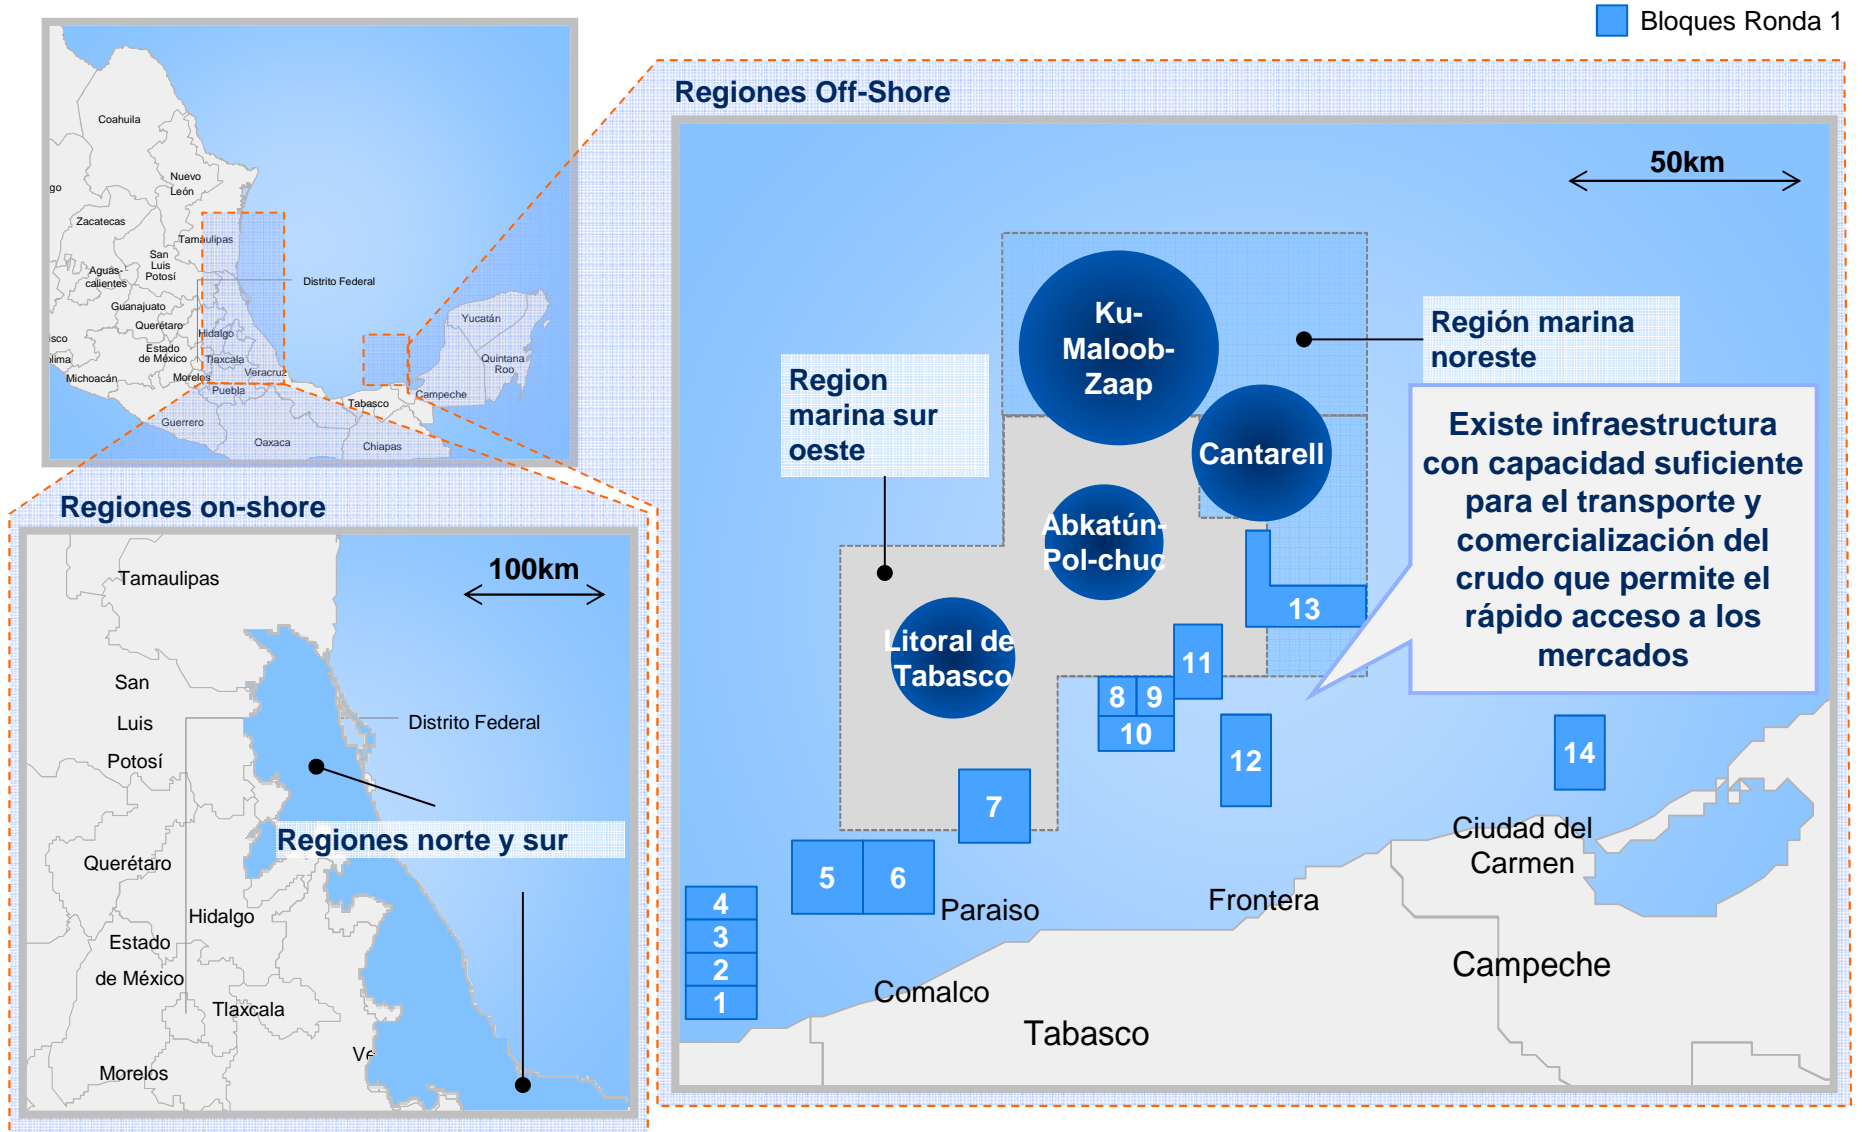 Bloques Ronda 1
Coahuila
Nuevo
León
go
Zacatecas
Tamaulipas
San
Luis
Potosí
Aguas-
calientes
Distrito Federal
Guanajuato
Querétaro
Hidalgo
isco
Estado
de México
lima
Tlaxcala
Michoacán
Morelos
Veracruz
Puebla
Guerrero
Oaxaca
Chiapas
Tabasco
Campeche
Yucatán
Quintana
Roo
Regiones Off-Shore
50km
Ku-
Maloob-
Zaap
Región marina
noreste
Region
marina sur
oeste
Cantarell
Existe infraestructura
con capacidad suficiente
para el transporte y
comercialización del
crudo que permite el
rápido acceso a los
mercados
Abkatún-
Pol-chuc
Litoral de
Tabasco
13
11
8
9
10
12
14
7
5
6
4
3
2
1
Ciudad del
Carmen
Paraiso
Frontera
Comalco
Campeche
Tabasco
Regiones on-shore
100km
Tamaulipas
San
Luis
Potosí
Distrito Federal
Regiones norte y sur
Querétaro
Hidalgo
Estado
de México
Tlaxcala
Ve
Morelos